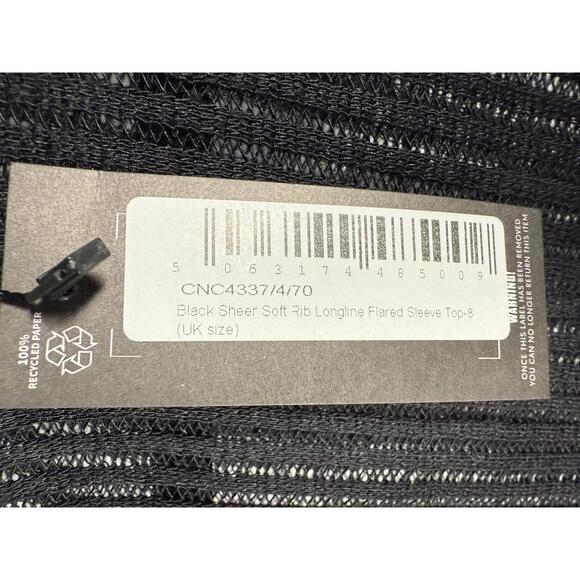 5 063174 485009
CNC4337/4/70
Black Sheer Soft Rib Longline Flared Sleeve Top-8
(UK size)
100%
RECYCLED PAPER
WARNING!
ONCE THIS LABEL HAS BEEN REMOVED
YOU CAN NO LONGER RETURN THIS ITEM